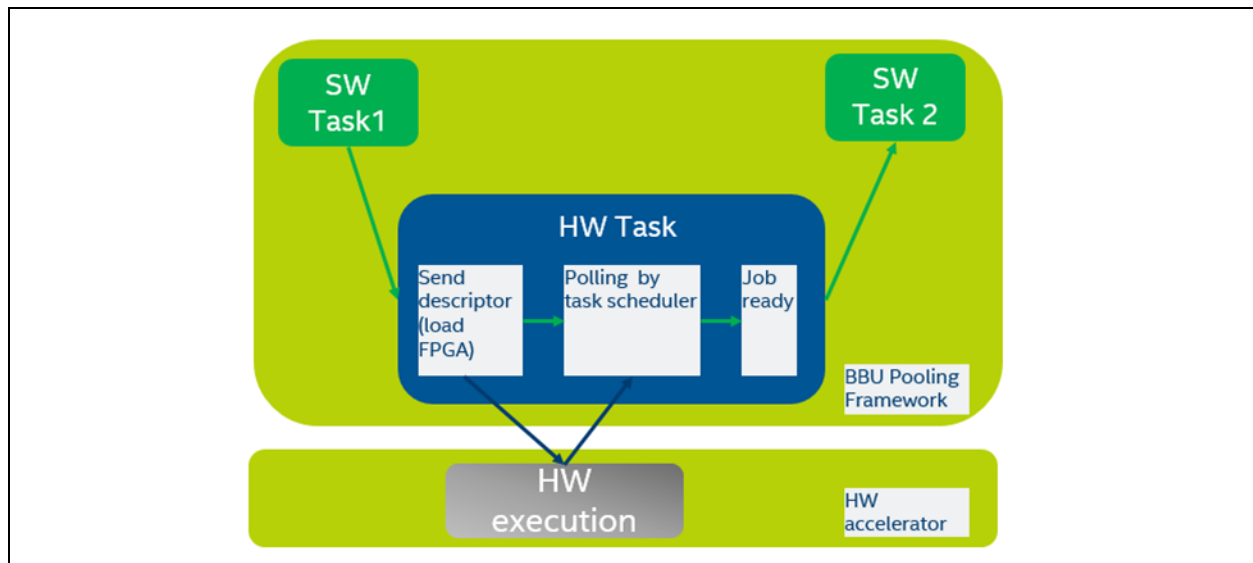 SW
Task1
SW
Task 2
HW Task
Send
descriptor
(load
FPGA)
Polling by
task scheduler
Job
ready
BBU Pooling
Framework
HW
execution
HW
accelerator